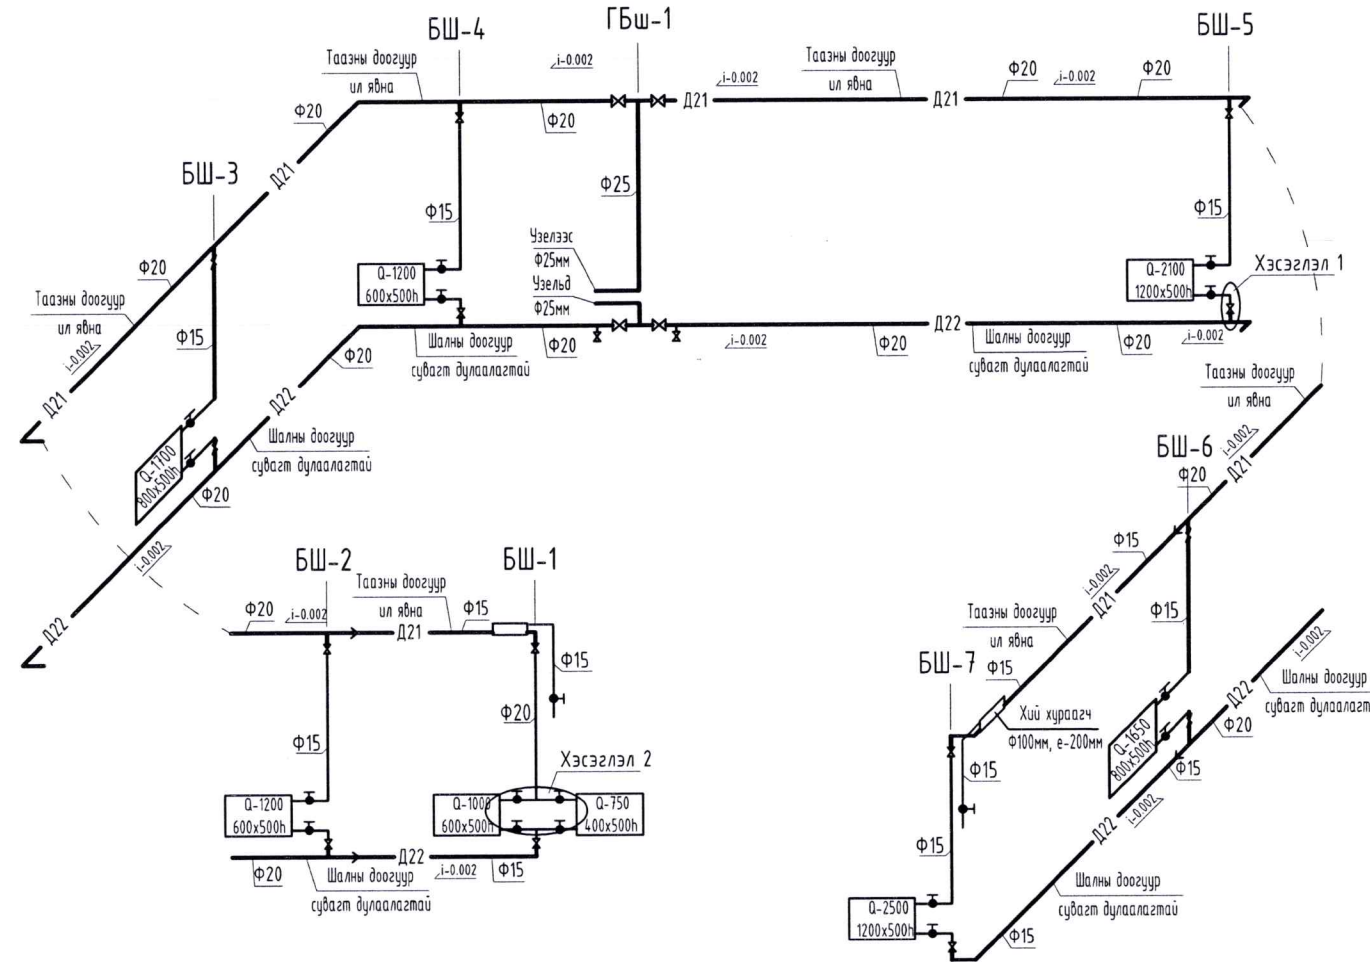 БШ-4
ГБш-1
БШ-5
Таазны доогуур
ил явна
i-0.002
i-0.002
Таазны доогуур
ил явна
Ф20
i-0.002
Ф20
Ф20
Ф20
Д21
Д21
БШ-3
Д21
Ф25
Ф15
Ф15
Ф20
Узелээс
Ф25мм
Узельд
Ф25мм
Q-1200
600x500h
Q-2100
1200x500h
Хэсэглэл 1
Таазны доогуур
ил явна
i-0.002
Ф15
Ф20
Шалны доогуур
сувагт дулаалагтай
Ф20
i-0.002
Ф20
Д22
Шалны доогуур
сувагт дулаалагтай
Ф20
i-0.002
Д21
Д22
Шалны доогуур
сувагт дулаалагтай
Q-1700
800x500h
Ф20
i-0.002
Д22
Таазны доогуур
ил явна
i-0.002
Д21
БШ-6
Ф20
Ф15
i-0.002
Д21
Ф15
Таазны доогуур
ил явна
Ф15
БШ-7
Хий хураагч
Ф100мм, e-200мм
Ф15
Q-1650
800x500h
Ф15
Ф20
Д22
i-0.002
Шалны доогуур
сувагт дулаалагт
i-0.002
Д22
Ф15
Q-2500
1200x500h
Ф15
Шалны доогуур
сувагт дулаалагтай
БШ-2
БШ-1
Таазны доогуур
ил явна
Ф20
i-0.002
Д21
Ф15
Ф15
Ф20
Ф15
Хэсэглэл 2
Q-1200
600x500h
Q-1000
600x500h
Q-750
400x500h
Ф20
Шалны доогуур
сувагт дулаалагтай
Д22
i-0.002
Ф15